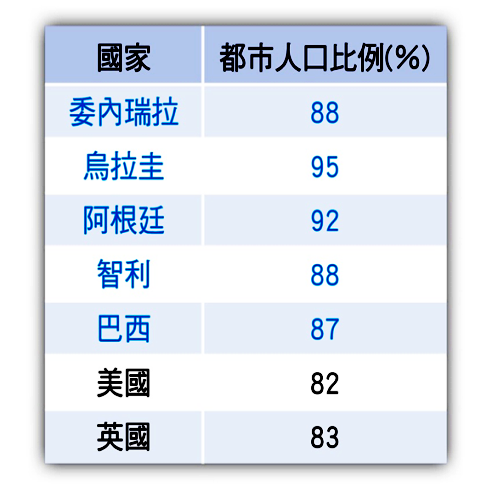 國家 都市人口比例(%)
委內瑞拉 88
烏拉圭 95
阿根廷 92
智利 88
巴西 87
美國 82
英國 83